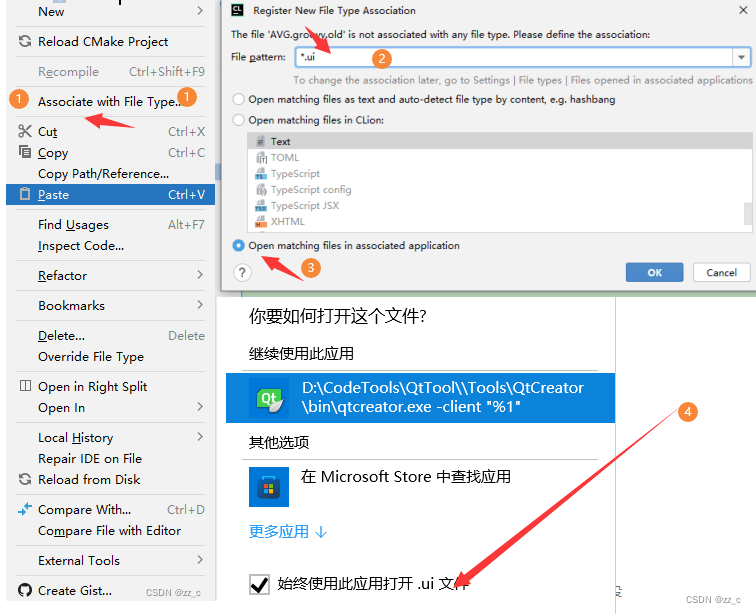 New
Reload CMake Project
Recompile Ctrl+Shift+F9
1 Associate with File Type... 1
Cut Ctrl+X
Copy Ctrl+C
Copy Path/Reference...
Paste Ctrl+V
Find Usages Alt+F7
Inspect Code...
Refactor
Bookmarks
Delete... Delete
Override File Type
Open in Right Split
Open In
Local History
Repair IDE on File
Reload from Disk
Compare With... Ctrl+D
Compare File with Editor
External Tools
Create Gist...
CSDN @zz_c
CL Register New File Type Association
The file 'AVG.groovy.old' is not associated with any file type. Please define the association:
File pattern: *.ui 2
To change the association later, go to Settings | File types | Files opened in associated applications
Open matching files as text and auto-detect file type by content, e.g. hashbang
Open matching files in CLion:
Text
TOML
TypeScript
TypeScript config
TypeScript JSX
XHTML
Open matching files in associated application
3
? OK Cancel
你要如何打开这个文件?
继续使用此应用
Qt D:\CodeTools\QtTool\\Tools\QtCreator
\bin\qtcreator.exe -client "%1"
4
其他选项
在 Microsoft Store 中查找应用
更多应用 ↓
始终使用此应用打开 .ui 文件
CSDN @zz_c